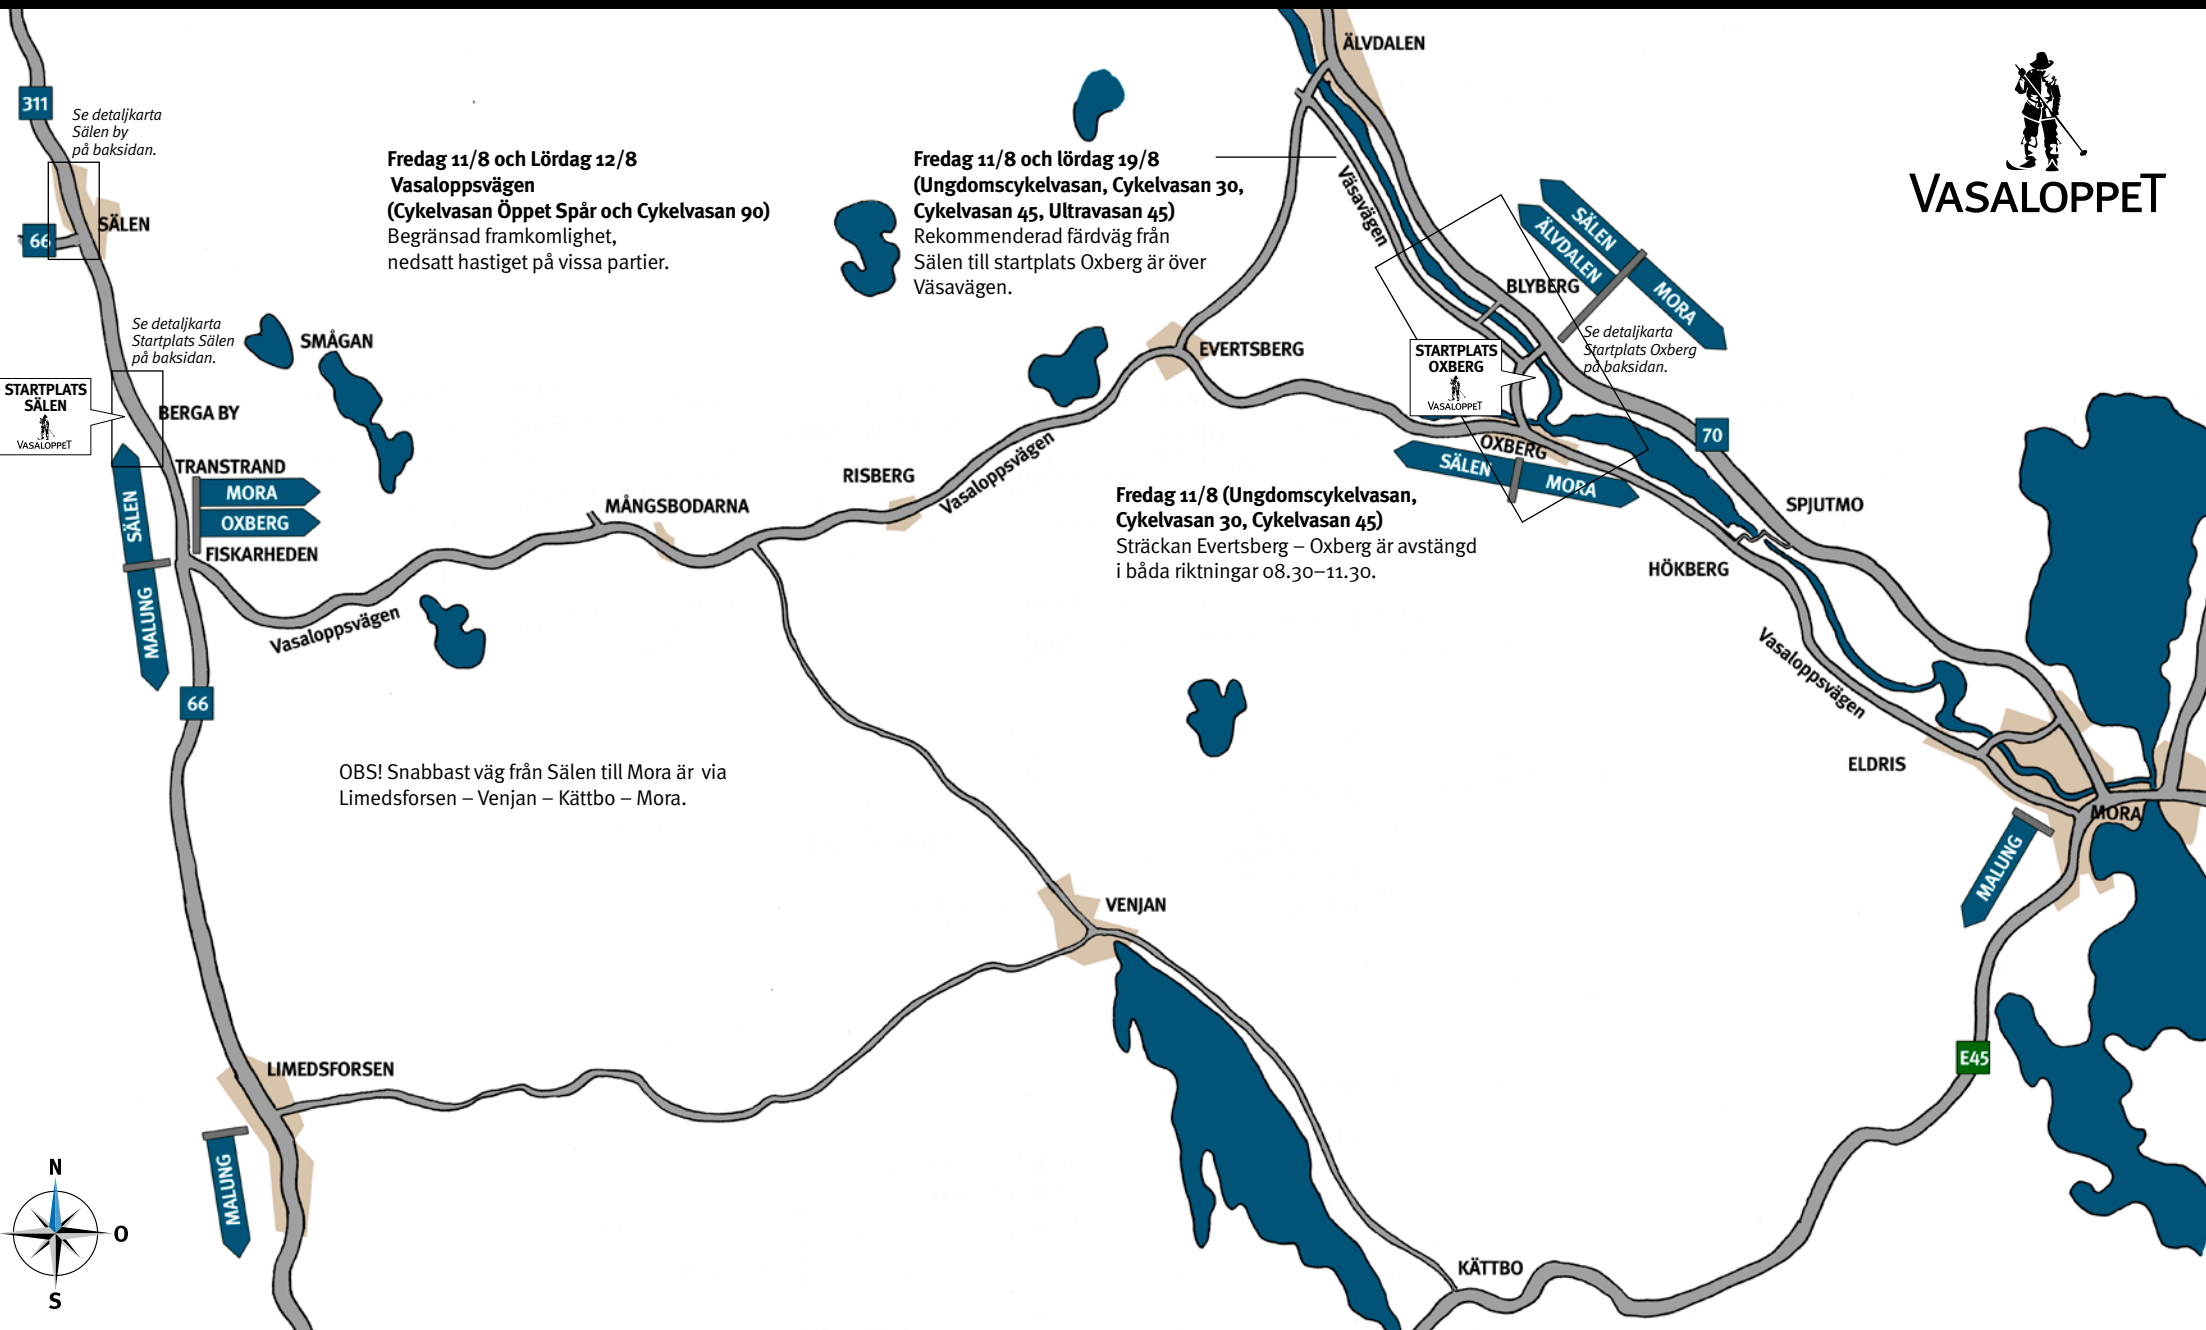 ÄLVDALEN
311
Se detaljkarta
Sälen by
på baksidan.
SÄLEN
66
Fredag 11/8 och Lördag 12/8
Vasaloppsvägen
(Cykelvasan Öppet Spår och Cykelvasan 90)
Begränsad framkomlighet,
nedsatt hastiget på vissa partier.
Fredag 11/8 och lördag 19/8
(Ungdomscykelvasan, Cykelvasan 30,
Cykelvasan 45, Ultravasan 45)
Rekommenderad färdväg från
Sälen till startplats Oxberg är över
Väsavägen.
Väsavägen
VASALOPPET
SÄLEN
ÄLVDALEN
MORA
BLYBERG
Se detaljkarta
Startplats Oxberg
på baksidan.
STARTPLATS
OXBERG
VASALOPPET
Se detaljkarta
Startplats Sälen
på baksidan.
SMÅGAN
EVERTSBERG
STARTPLATS
SÄLEN
VASALOPPET
BERGA BY
TRANSTRAND
MORA
OXBERG
FISKARHEDEN
SÄLEN
MALUNG
MÅNGSBODARNA
RISBERG
Vasaloppsvägen
OXBERG
SÄLEN
MORA
70
SPJUTMO
Fredag 11/8 (Ungdomscykelvasan,
Cykelvasan 30, Cykelvasan 45)
Sträckan Evertsberg – Oxberg är avstängd
i båda riktningar 08.30–11.30.
HÖKBERG
Vasaloppsvägen
Vasaloppsvägen
66
OBS! Snabbast väg från Sälen till Mora är via
Limedsforsen – Venjan – Kättbo – Mora.
ELDRIS
MORA
MALUNG
VENJAN
LIMEDSFORSEN
E45
MALUNG
N
O
S
KÄTTBO